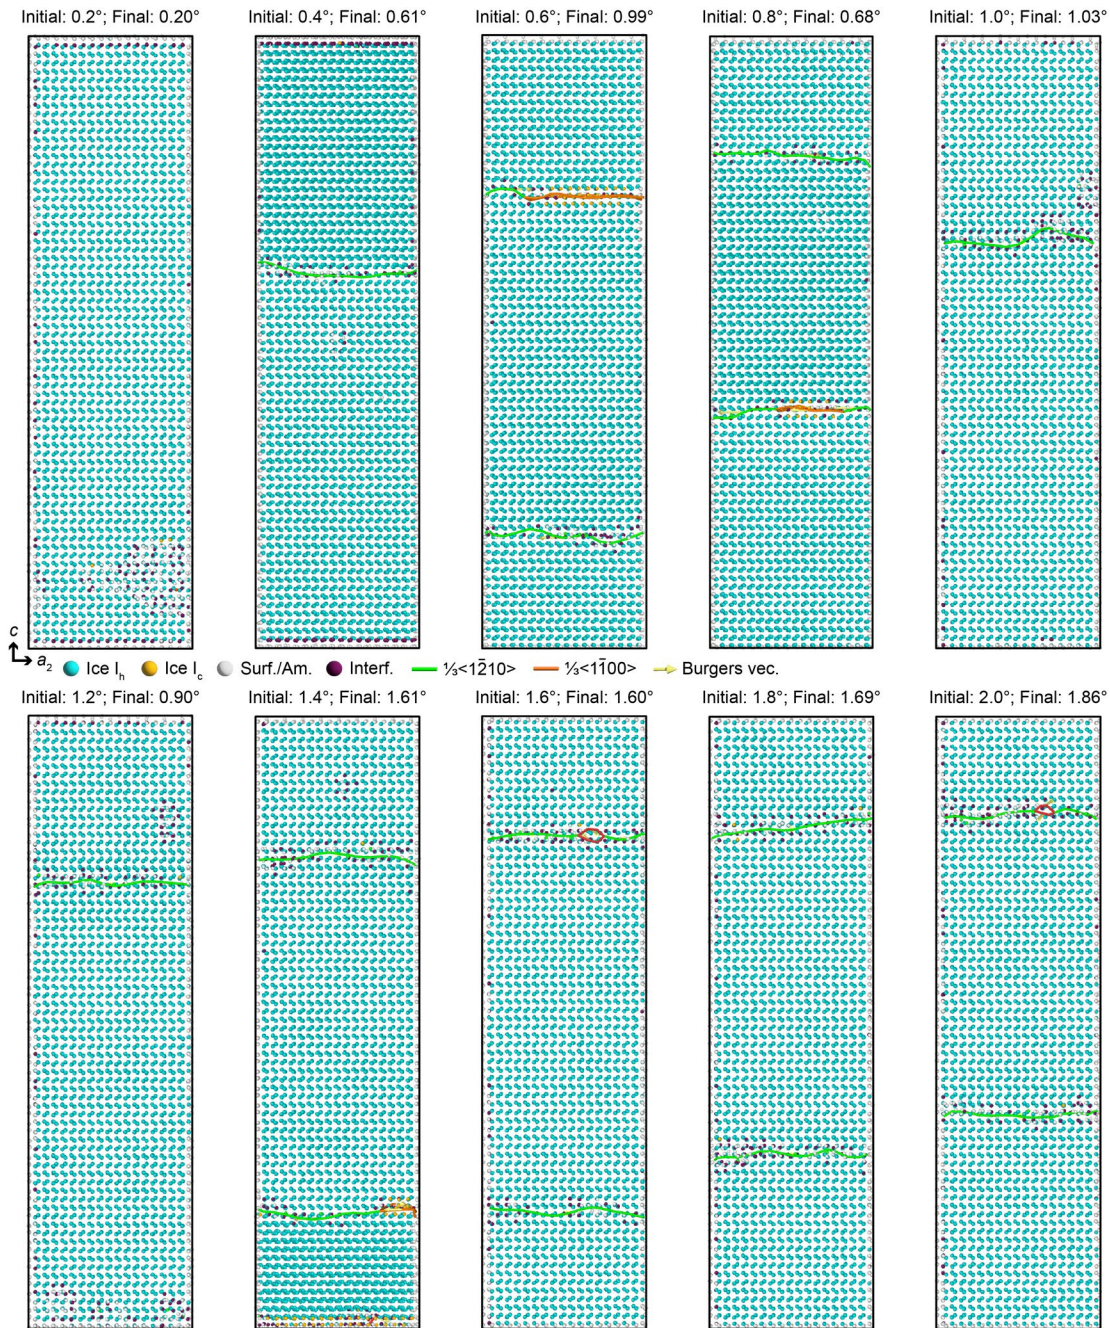 Initial: 0.2°; Final: 0.20° Initial: 0.4°; Final: 0.61° Initial: 0.6°; Final: 0.99° Initial: 0.8°; Final: 0.68° Initial: 1.0°; Final: 1.03°
c
a₂ Ice Iₕ Ice I꜀ Surf./Am. Interf. ⅓<12̄10> ⅓<11̄00> Burgers vec.
Initial: 1.2°; Final: 0.90° Initial: 1.4°; Final: 1.61° Initial: 1.6°; Final: 1.60° Initial: 1.8°; Final: 1.69° Initial: 2.0°; Final: 1.86°